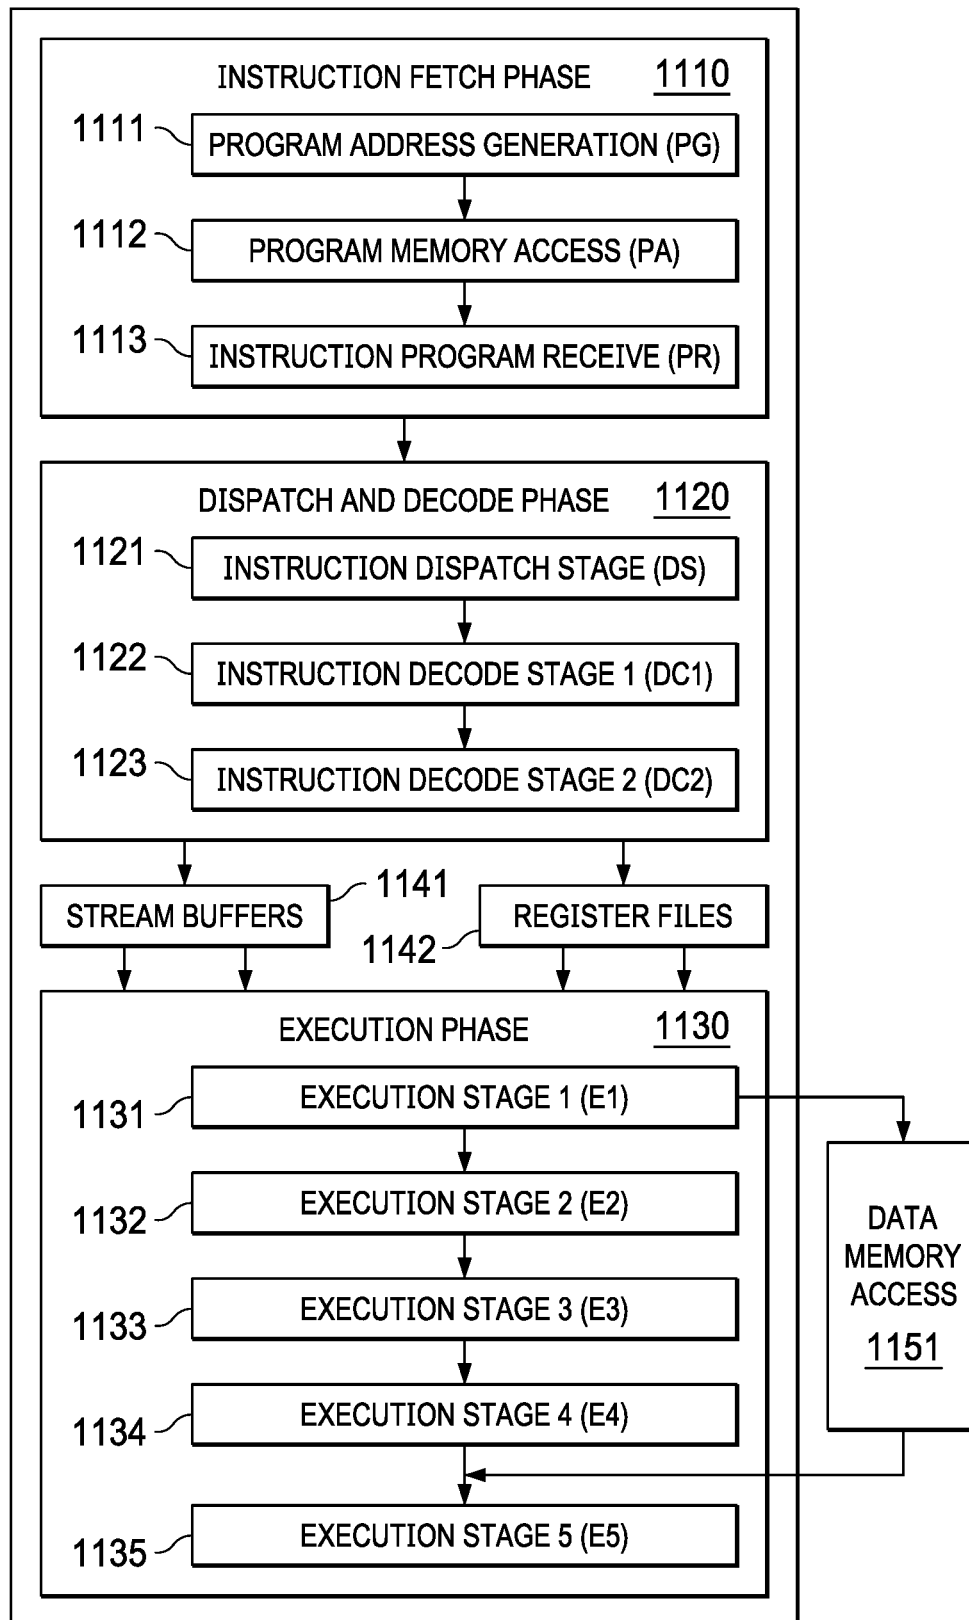 INSTRUCTION FETCH PHASE 1110
1111 PROGRAM ADDRESS GENERATION (PG)
1112 PROGRAM MEMORY ACCESS (PA)
1113 INSTRUCTION PROGRAM RECEIVE (PR)
DISPATCH AND DECODE PHASE 1120
1121 INSTRUCTION DISPATCH STAGE (DS)
1122 INSTRUCTION DECODE STAGE 1 (DC1)
1123 INSTRUCTION DECODE STAGE 2 (DC2)
STREAM BUFFERS 1141
1142 REGISTER FILES
EXECUTION PHASE 1130
1131 EXECUTION STAGE 1 (E1)
1132 EXECUTION STAGE 2 (E2)
1133 EXECUTION STAGE 3 (E3)
1134 EXECUTION STAGE 4 (E4)
1135 EXECUTION STAGE 5 (E5)
DATA
MEMORY
ACCESS
1151